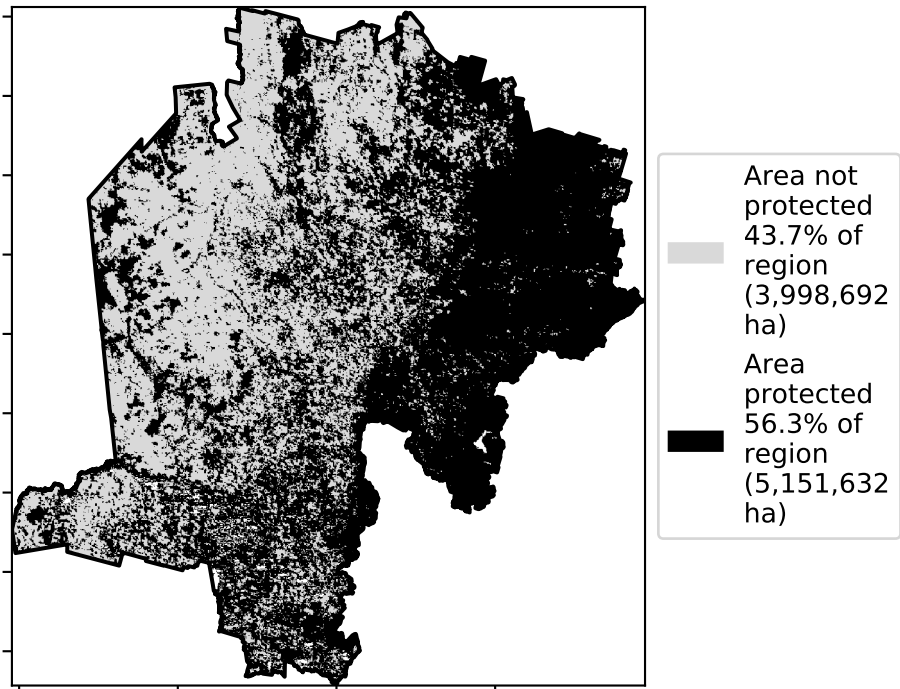 Area not
protected
43.7% of
region
(3,998,692
ha)
Area
protected
56.3% of
region
(5,151,632
ha)